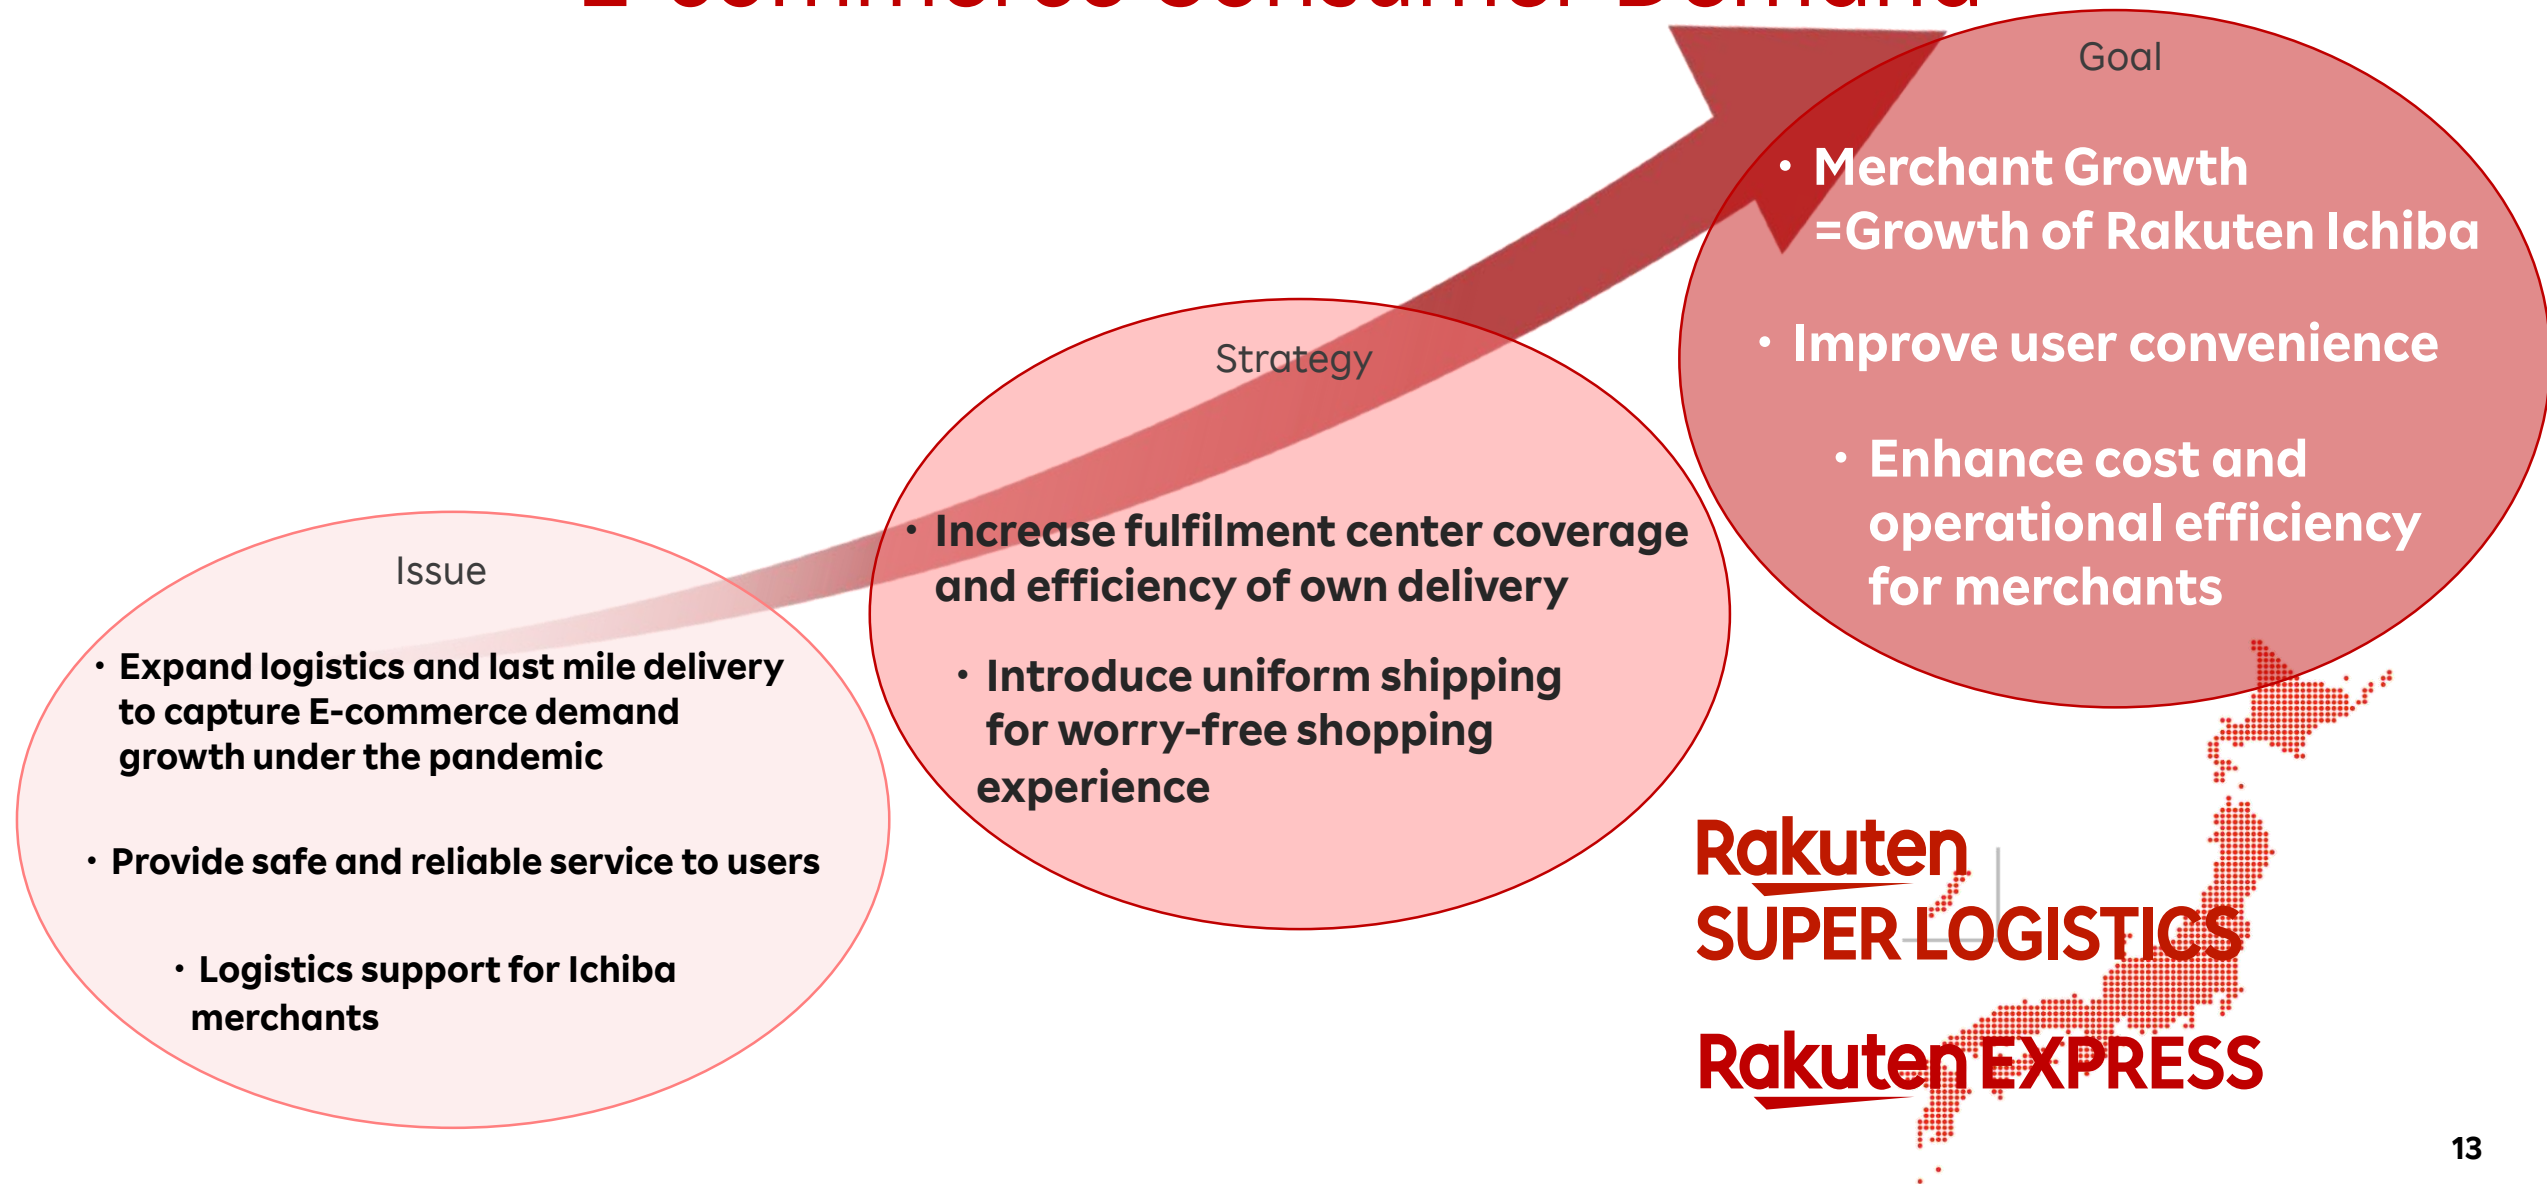 E-commerce Consumer Demand
Goal
・Merchant Growth
=Growth of Rakuten Ichiba
・Improve user convenience
・Enhance cost and
operational efficiency
for merchants
Strategy
・Increase fulfilment center coverage
and efficiency of own delivery
・Introduce uniform shipping
for worry-free shopping
experience
Issue
・Expand logistics and last mile delivery
to capture E-commerce demand
growth under the pandemic
・Provide safe and reliable service to users
・Logistics support for Ichiba
merchants
Rakuten
SUPER LOGISTICS
Rakuten EXPRESS
13